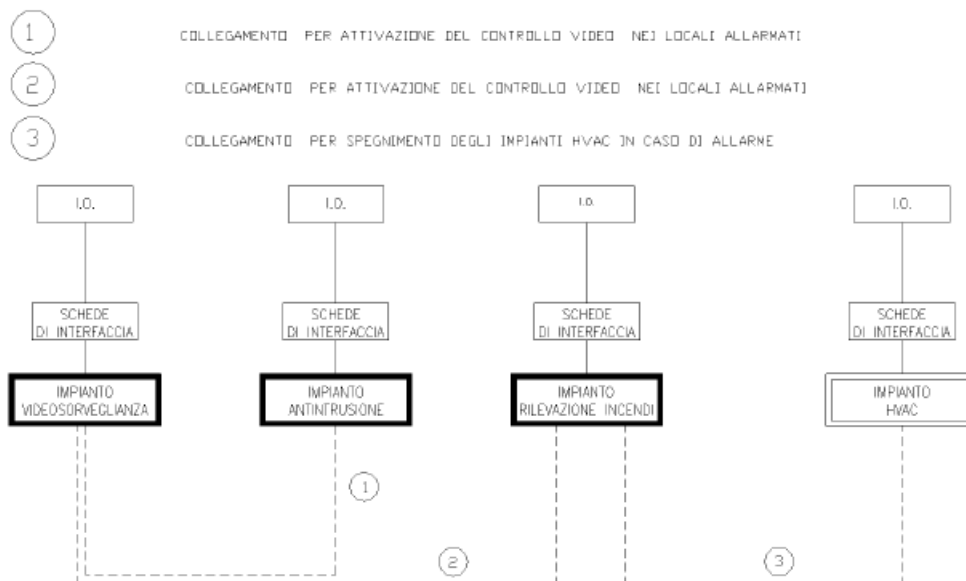 1 COLLEGAMENTO PER ATTIVAZIONE DEL CONTROLLO VIDEO NEI LOCALI ALLARMATI
2 COLLEGAMENTO PER ATTIVAZIONE DEL CONTROLLO VIDEO NEI LOCALI ALLARMATI
3 COLLEGAMENTO PER SPEGNIMENTO DEGLI IMPIANTI HVAC IN CASO DI ALLARME
I.O. I.O. I.O. I.O.
SCHEDE SCHEDE SCHEDE SCHEDE
DI INTERFACCIA DI INTERFACCIA DI INTERFACCIA DI INTERFACCIA
IMPIANTO IMPIANTO IMPIANTO IMPIANTO
VIDEOSORVEGLIANZA ANTINTRUSIONE RILEVAZIONE INCENDI HVAC
1
2 3